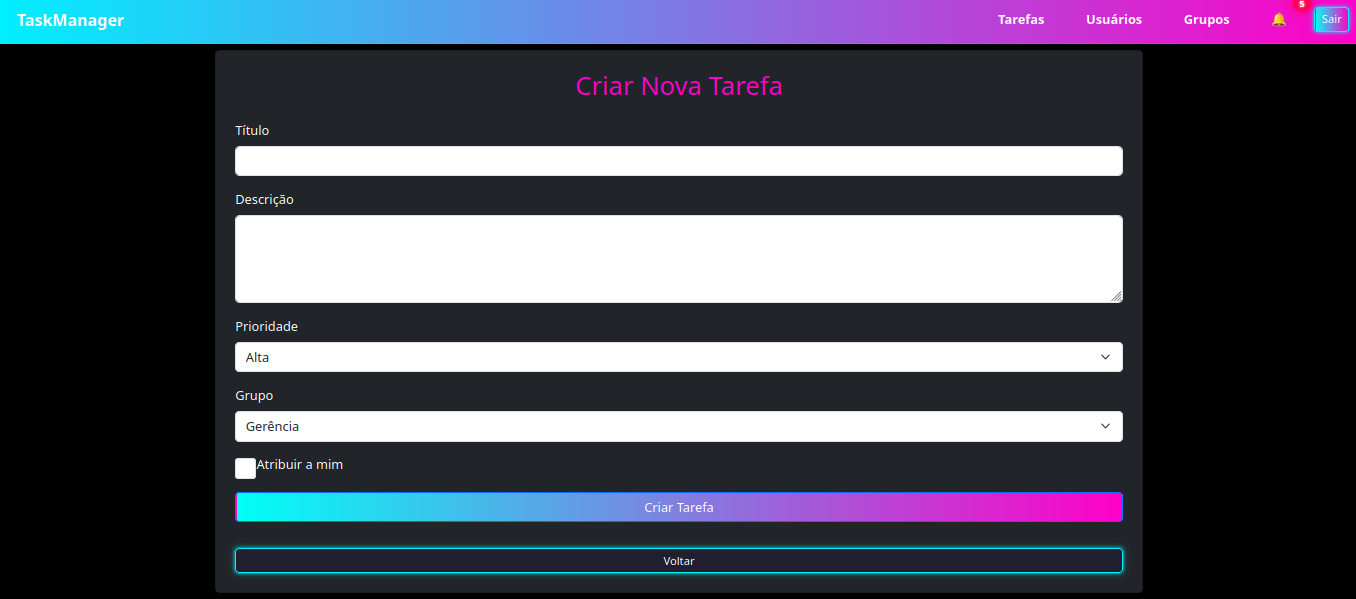 TaskManager Tarefas Usuários Grupos 5 Sair
Criar Nova Tarefa
Título
Descrição
Prioridade
Alta
Grupo
Gerência
Atribuir a mim
Criar Tarefa
Voltar